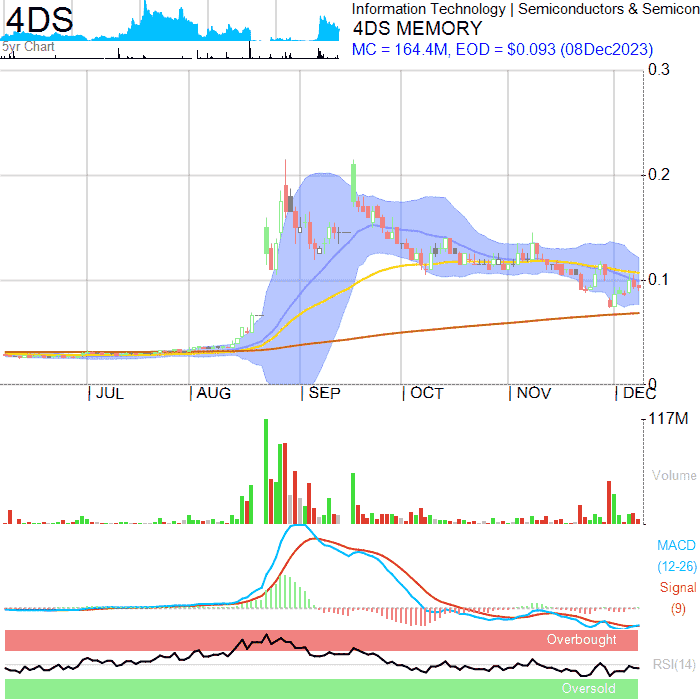 4DS
5yr Chart
Information Technology | Semiconductors & Semicon
4DS MEMORY
MC = 164.4M, EOD = $0.093 (08Dec2023)
0.3
0.2
0.1
0
JUL AUG SEP OCT NOV DEC
117M
Volume
MACD
(12-26)
Signal
(9)
Overbought
RSI(14)
Oversold